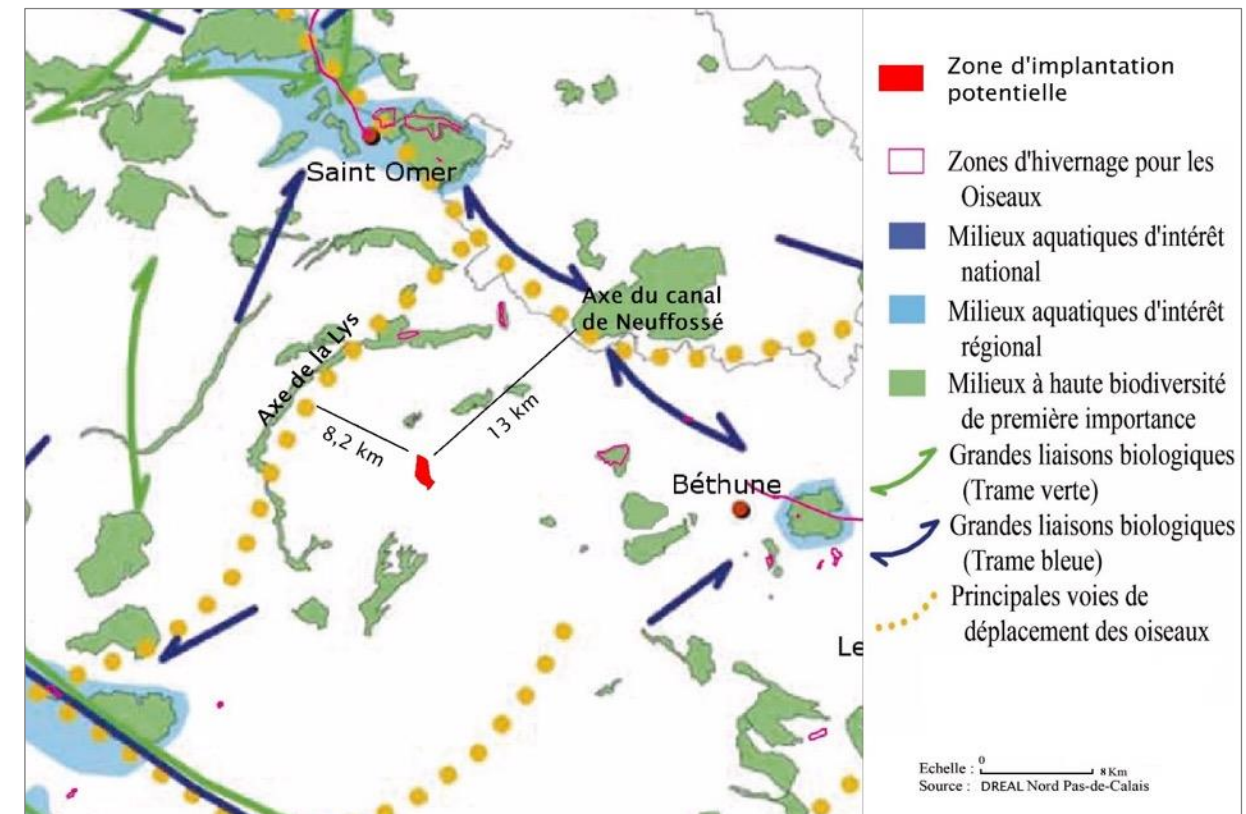 Saint Omer
Axe du canal
de Neuffossé
Axe de la Lys
8,2 km
13 km
Béthune
Le
Zone d'implantation
potentielle
Zones d'hivernage pour les
Oiseaux
Milieux aquatiques d'intérêt
national
Milieux aquatiques d'intérêt
régional
Milieux à haute biodiversité
de première importance
Grandes liaisons biologiques
(Trame verte)
Grandes liaisons biologiques
(Trame bleue)
Principales voies de
déplacement des oiseaux
Echelle : 0 8 Km
Source : DREAL Nord Pas-de-Calais